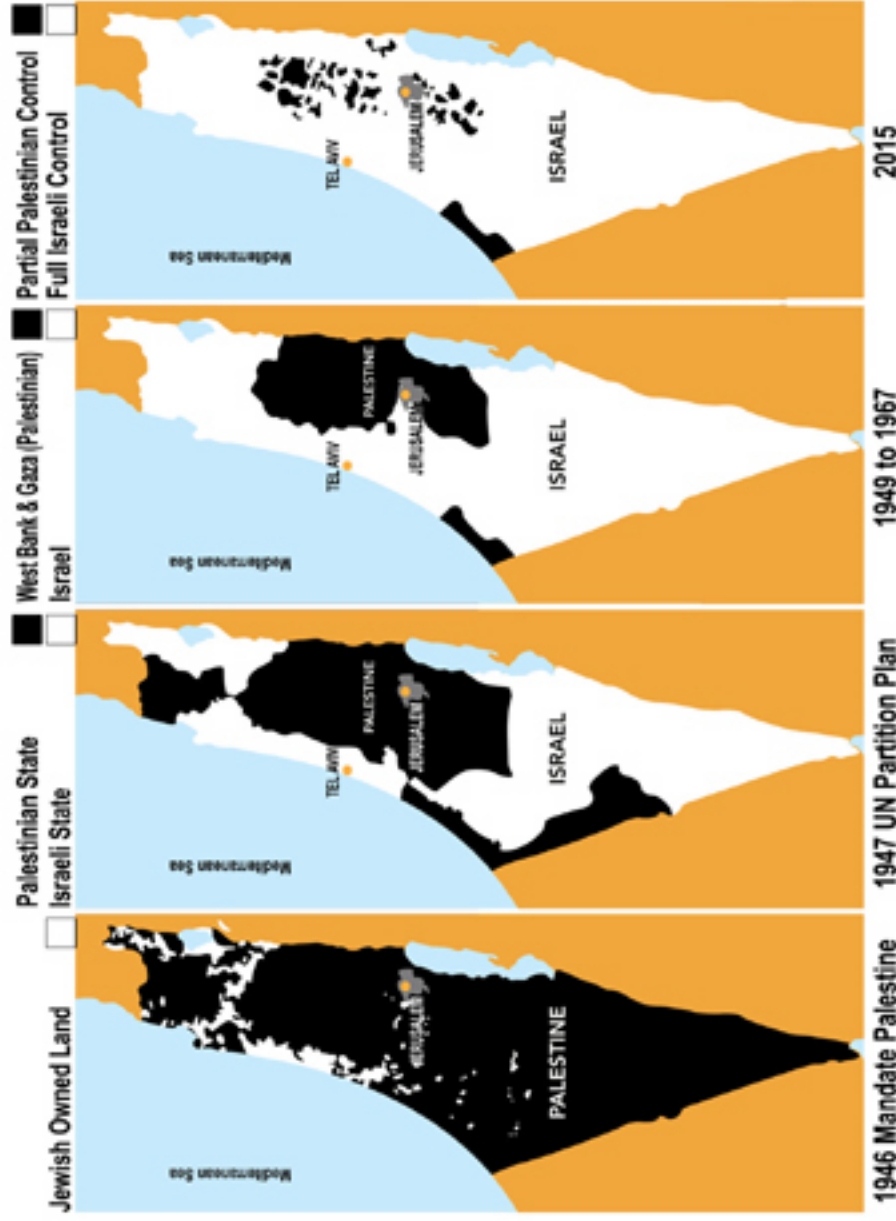 Jewish Owned Land
Mediterranean Sea
JERUSALEM
PALESTINE
1946 Mandate Palestine
Palestinian State
Israeli State
Mediterranean Sea
TEL AVIV
PALESTINE
JERUSALEM
ISRAEL
1947 UN Partition Plan
West Bank & Gaza (Palestinian)
Israel
Mediterranean Sea
TEL AVIV
PALESTINE
JERUSALEM
ISRAEL
1949 to 1967
Partial Palestinian Control
Full Israeli Control
Mediterranean Sea
TEL AVIV
JERUSALEM
ISRAEL
2015